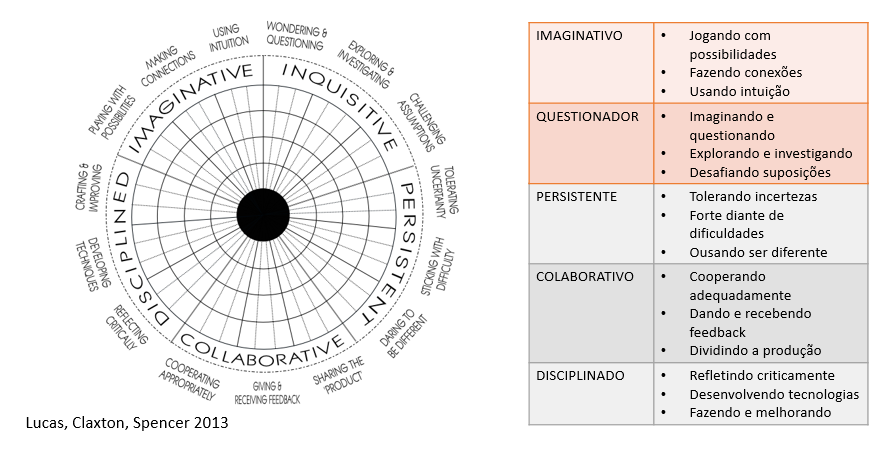 WONDERING &
QUESTIONING
EXPLORING &
INVESTIGATING
CHALLENGING
ASSUMPTIONS
TOLERATING
UNCERTAINTY
STICKING WITH
DIFFICULTY
DARING TO
BE DIFFERENT
SHARING THE
PRODUCT
GIVING &
RECEIVING FEEDBACK
COOPERATING
APPROPRIATELY
REFLECTING
CRITICALLY
DEVELOPING
TECHNIQUES
CRAFTING &
IMPROVING
PLAYING WITH
POSSIBILITIES
MAKING
CONNECTIONS
USING
INTUITION
IMAGINATIVE
INQUISITIVE
PERSISTENT
COLLABORATIVE
DISCIPLINED
Lucas, Claxton, Spencer 2013
IMAGINATIVO
• Jogando com
possibilidades
• Fazendo conexões
• Usando intuição
QUESTIONADOR
• Imaginando e
questionando
• Explorando e investigando
• Desafiando suposições
PERSISTENTE
• Tolerando incertezas
• Forte diante de
dificuldades
• Ousando ser diferente
COLABORATIVO
• Cooperando
adequadamente
• Dando e recebendo
feedback
• Dividindo a produção
DISCIPLINADO
• Refletindo criticamente
• Desenvolvendo tecnologias
• Fazendo e melhorando